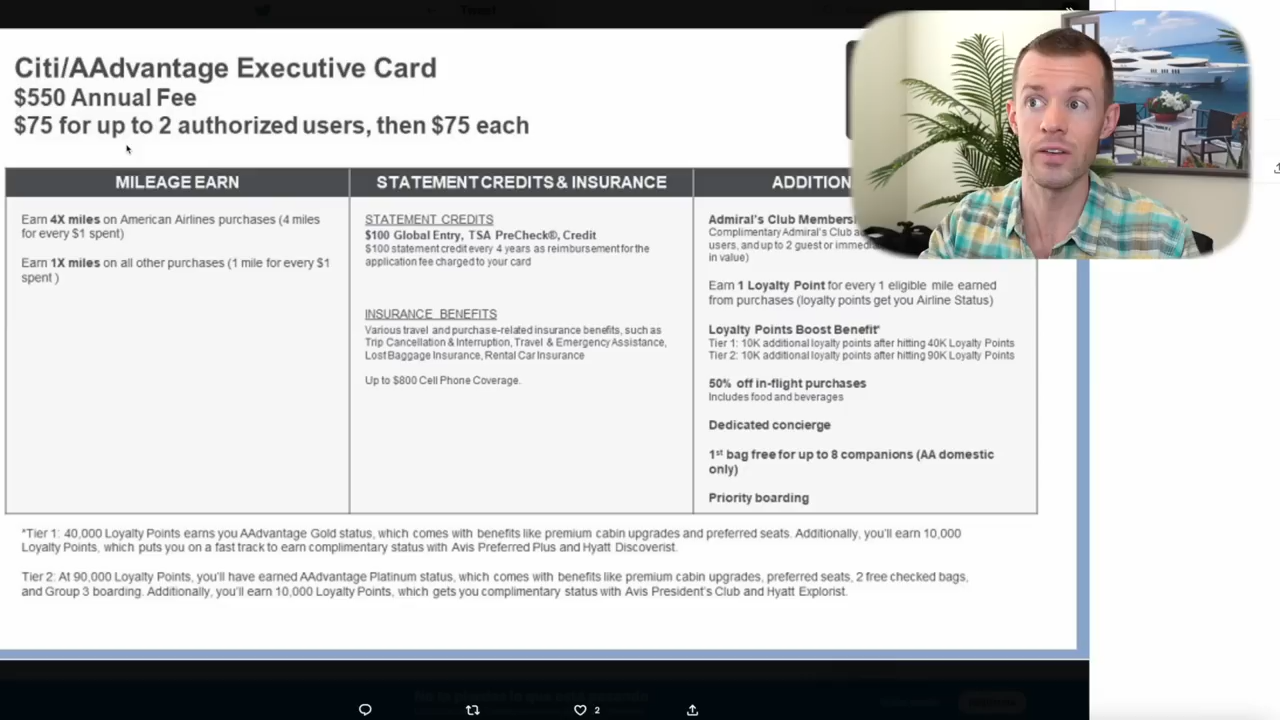 Citi/AAdvantage Executive Card
$550 Annual Fee
$75 for up to 2 authorized users, then $75 each
MILEAGE EARN
Earn 4X miles on American Airlines purchases (4 miles
for every $1 spent)
Earn 1X miles on all other purchases (1 mile for every $1
spent )
STATEMENT CREDITS & INSURANCE
STATEMENT CREDITS
$100 Global Entry, TSA PreCheck®, Credit
$100 statement credit every 4 years as reimbursement for the
application fee charged to your card
INSURANCE BENEFITS
Various travel and purchase-related insurance benefits, such as
Trip Cancellation & Interruption, Travel & Emergency Assistance,
Lost Baggage Insurance, Rental Car Insurance
Up to $800 Cell Phone Coverage.
ADDITION
Admiral's Club Members
Complimentary Admiral's Club
users, and up to 2 guest or
in value)
Earn 1 Loyalty Point for every 1 eligible mile earned
from purchases (loyalty points get you Airline Status)
Loyalty Points Boost Benefit*
Tier 1: 10K additional loyalty points after hitting 40K Loyalty Points
Tier 2: 10K additional loyalty points after hitting 90K Loyalty Points
50% off in-flight purchases
Includes food and beverages
Dedicated concierge
1st bag free for up to 8 companions (AA domestic
only)
Priority boarding
*Tier 1: 40,000 Loyalty Points earns you AAdvantage Gold status, which comes with benefits like premium cabin upgrades and preferred seats. Additionally, you'll earn 10,000
Loyalty Points, which puts you on a fast track to earn complimentary status with Avis Preferred Plus and Hyatt Discoverist.
Tier 2: At 90,000 Loyalty Points, you'll have earned AAdvantage Platinum status, which comes with benefits like premium cabin upgrades, preferred seats, 2 free checked bags,
and Group 3 boarding. Additionally, you'll earn 10,000 Loyalty Points, which gets you complimentary status with Avis President's Club and Hyatt Explorist.
2